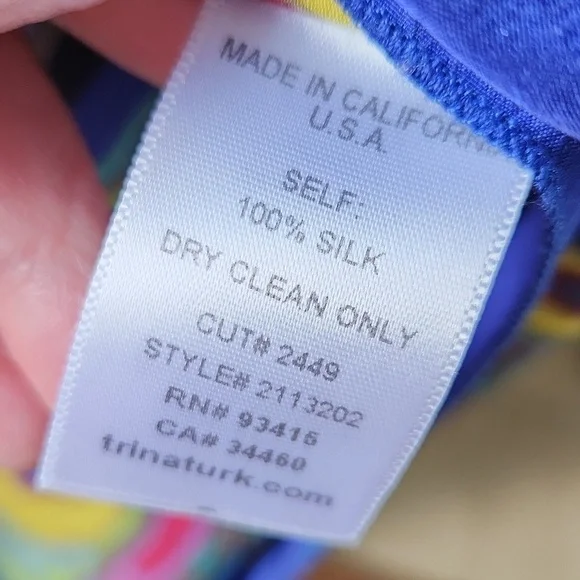 MADE IN CALIFORN
U.S.A.
SELF:
100% SILK
DRY CLEAN ONLY
CUT# 2449
STYLE# 2113202
RN# 93415
CA# 34460
trinaturk.com